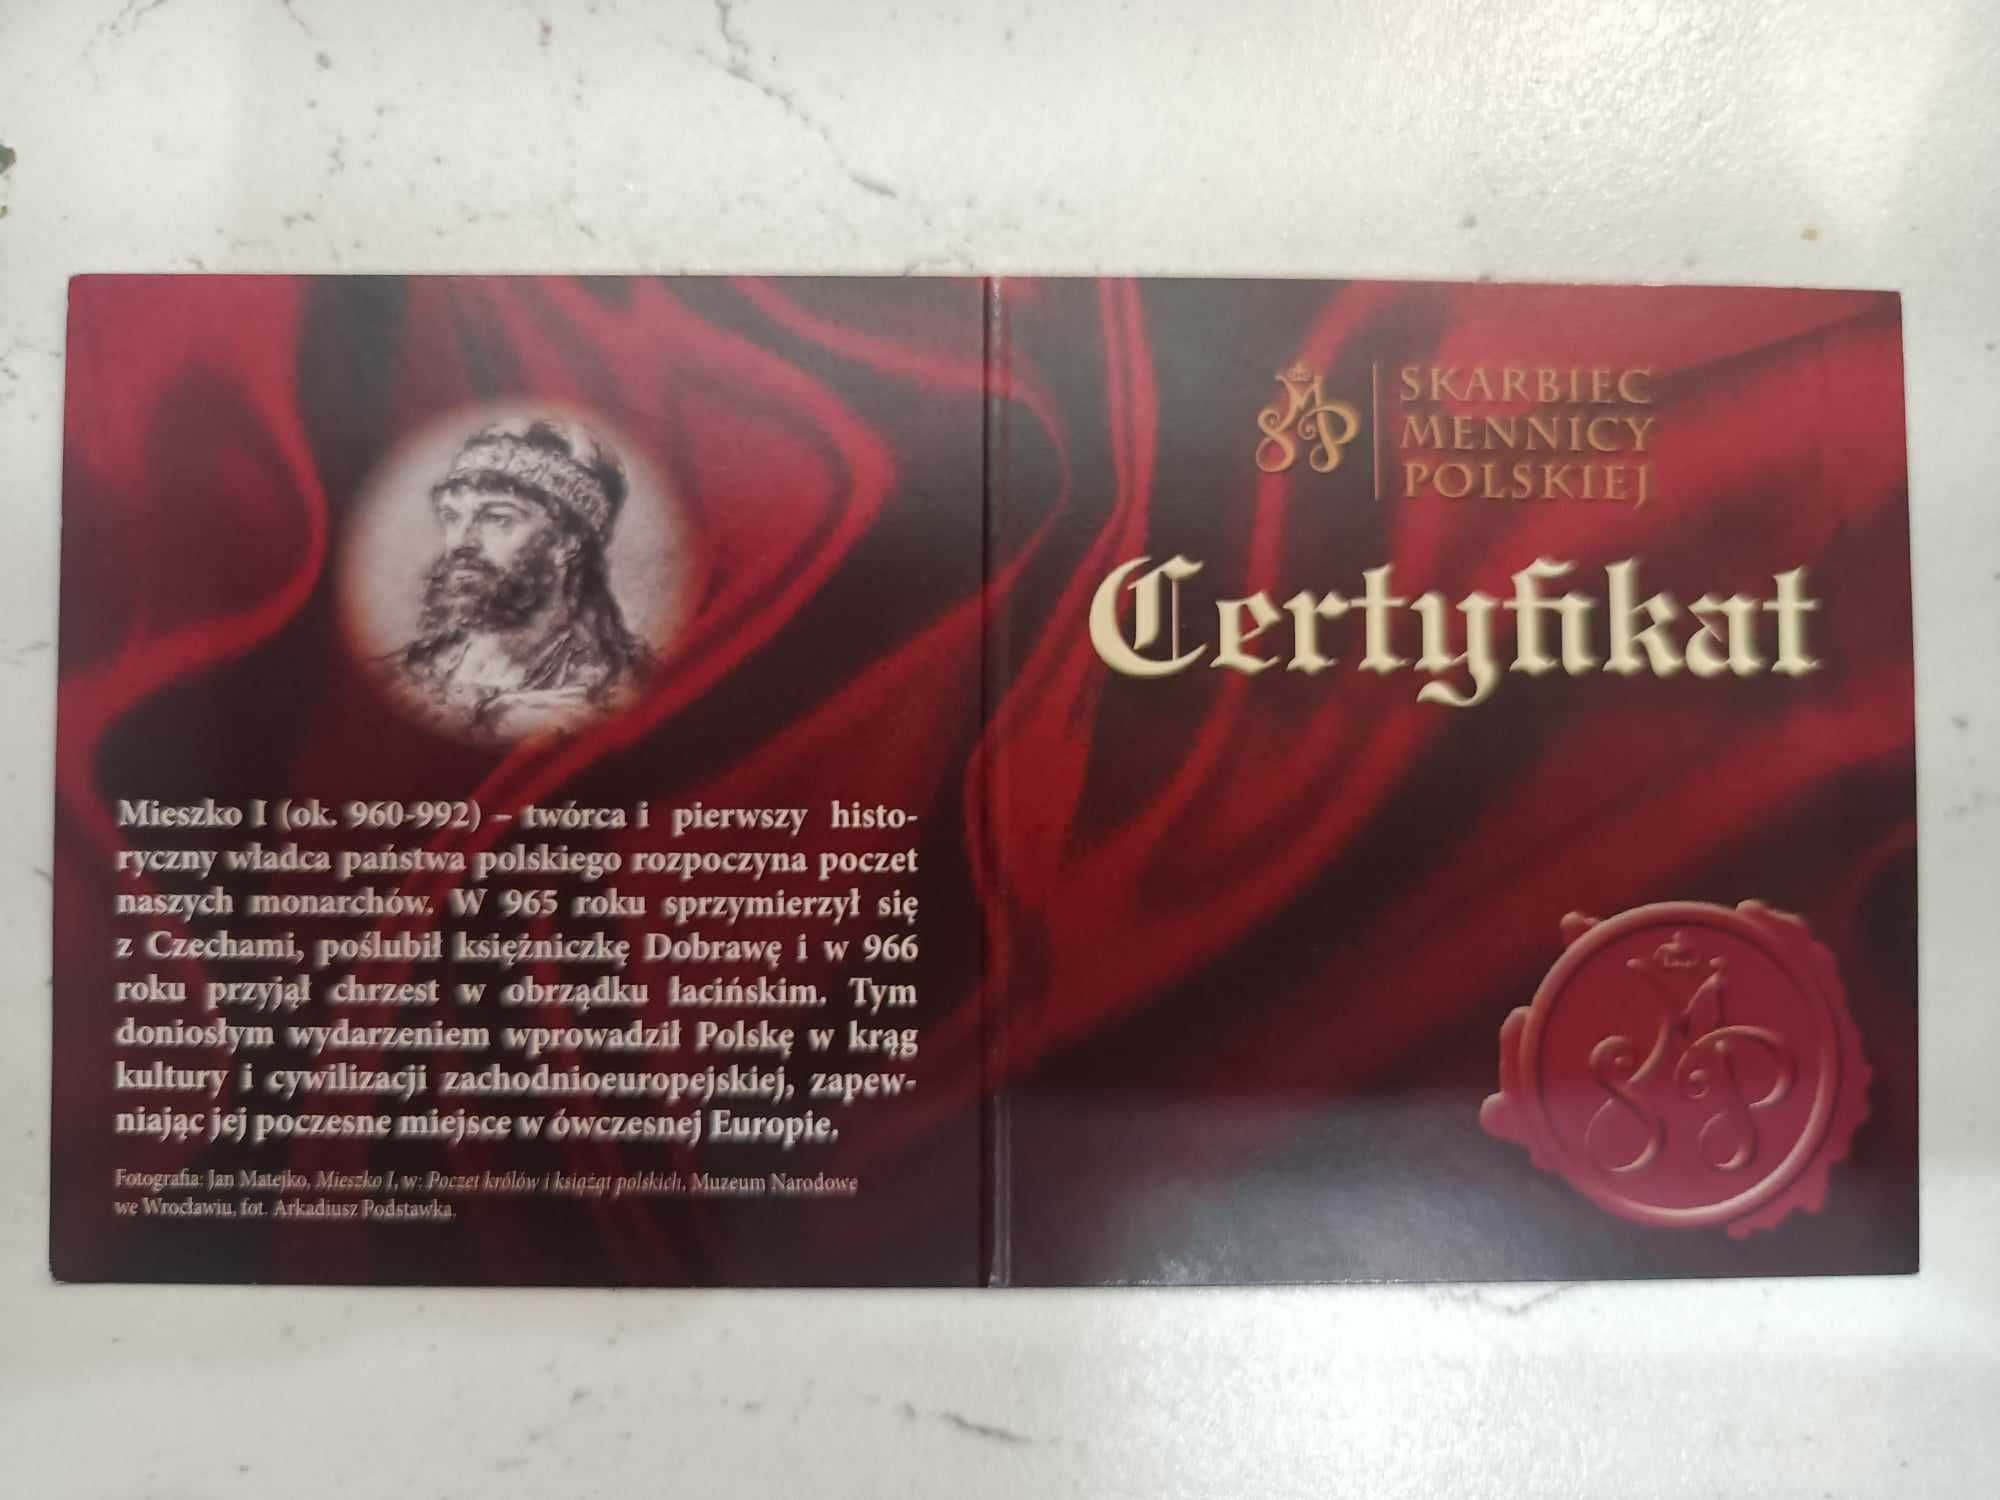 Mieszko I (ok. 960-992) – twórca i pierwszy histo-
ryczny władca państwa polskiego rozpoczyna poczet
naszych monarchów. W 965 roku sprzymierzył się
z Czechami, poślubił księżniczkę Dobrawę i w 966
roku przyjął chrzest w obrządku łacińskim. Tym
doniosłym wydarzeniem wprowadził Polskę w krąg
kultury i cywilizacji zachodnioeuropejskiej, zapew-
niając jej poczesne miejsce w ówczesnej Europie.
Fotografia: Jan Matejko, Mieszko I, w: Poczet królów i książąt polskich, Muzeum Narodowe
we Wrocławiu, fot. Arkadiusz Podstawka.
SMP
SKARBIEC
MENNICY
POLSKIEJ
Certyfikat
SMP